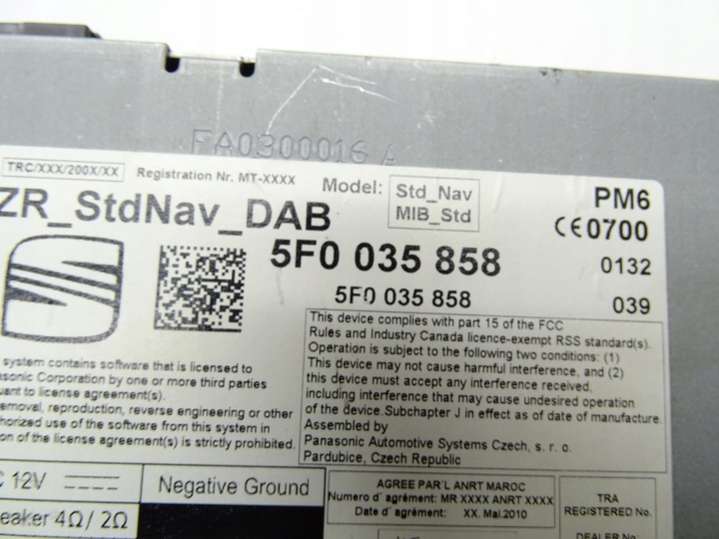 FA0300016 A
TRC/XXX/200X/XX
Registration Nr. MT-XXXX
Model:
Std_Nav
MIB_Std
PM6
CE0700
ZR_StdNav_DAB
5F0 035 858
0132
5F0 035 858
039
This device complies with part 15 of the FCC
Rules and Industry Canada licence-exempt RSS standard(s).
Operation is subject to the following two conditions: (1)
This device may not cause harmful interference, and (2)
this device must accept any interference received,
including interference that may cause undesired operation
of the device.Subchapter J in effect as of date of manufacture.
Assembled by
Panasonic Automotive Systems Czech, s. r. o.
Pardubice, Czech Republic
system contains software that is licensed to
Corporation by one or more third parties
to license agreement(s).
reproduction, reverse engineering or other
use of the software from this system in
of the license agreement(s) is strictly prohibited.
12V
Negative Ground
4Ω/ 2Ω
AGREE PAR'L ANRT MAROC
Numero d' agrément: MR XXXX ANRT XXXX
Date d' agrément: XX. Mai.2010
TRA
REGISTERED No.
DEALER No.